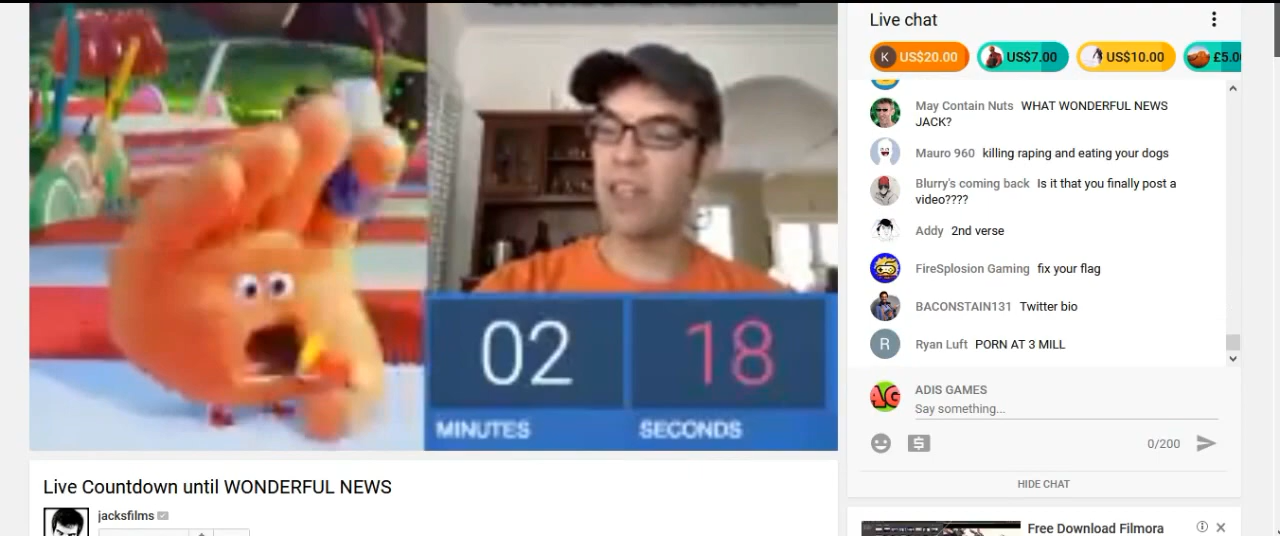 Live chat
K US$20.00 US$7.00 US$10.00 £5.0
May Contain Nuts WHAT WONDERFUL NEWS
JACK?
Mauro 960 killing raping and eating your dogs
Blurry's coming back Is it that you finally post a
video????
Addy 2nd verse
FireSplosion Gaming fix your flag
BACONSTAIN131 Twitter bio
R Ryan Luft PORN AT 3 MILL
02 18
MINUTES SECONDS
AG ADIS GAMES
Say something...
0/200
HIDE CHAT
Live Countdown until WONDERFUL NEWS
jacksfilms
Free Download Filmora